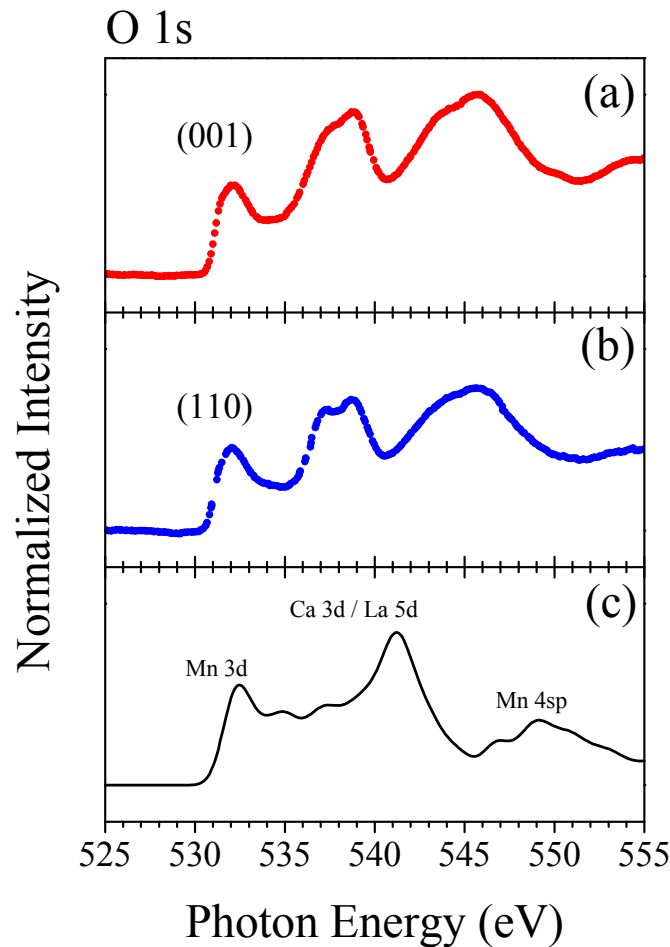 O 1s
(a)
(001)
(b)
(110)
(c)
Ca 3d / La 5d
Mn 3d
Mn 4sp
Normalized Intensity
525 530 535 540 545 550 555
Photon Energy (eV)